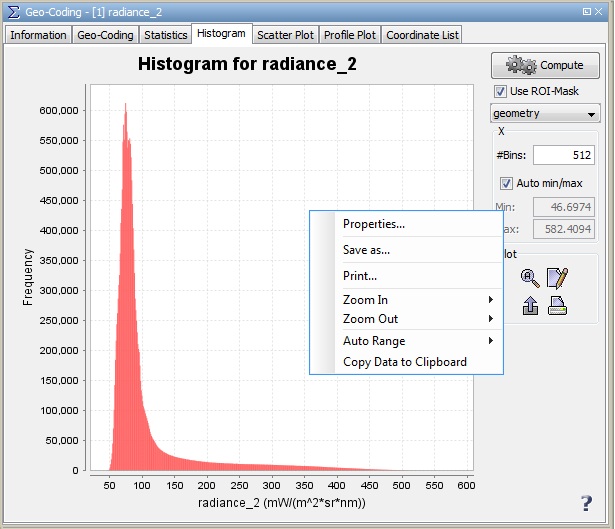 Geo-Coding - [1] radiance_2
Information Geo-Coding Statistics Histogram Scatter Plot Profile Plot Coordinate List
Histogram for radiance_2
Compute
Use ROI-Mask
geometry
X
#Bins: 512
Auto min/max
Min: 46.6974
ax: 582.4094
lot
Properties...
Save as...
Print...
Zoom In
Zoom Out
Auto Range
Copy Data to Clipboard
Frequency
600,000
550,000
500,000
450,000
400,000
350,000
300,000
250,000
200,000
150,000
100,000
50,000
0
50 100 150 200 250 300 350 400 450 500 550 600
radiance_2 (mW/(m^2*sr*nm))
?